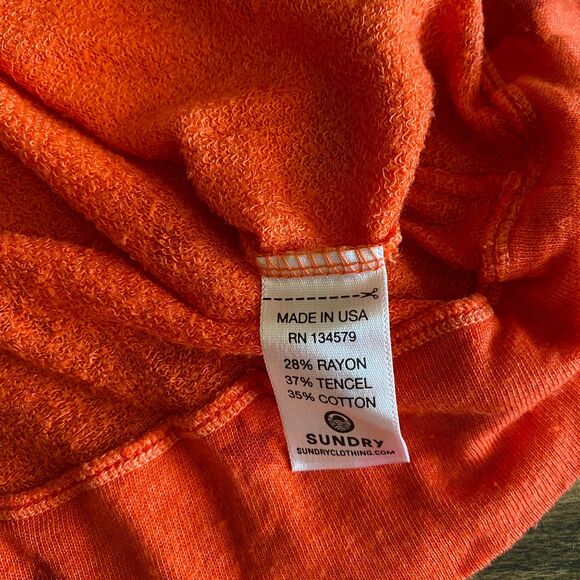 MADE IN USA
RN 134579
28% RAYON
37% TENCEL
35% COTTON
SUNDRY
SUNDRYCLOTHING.COM